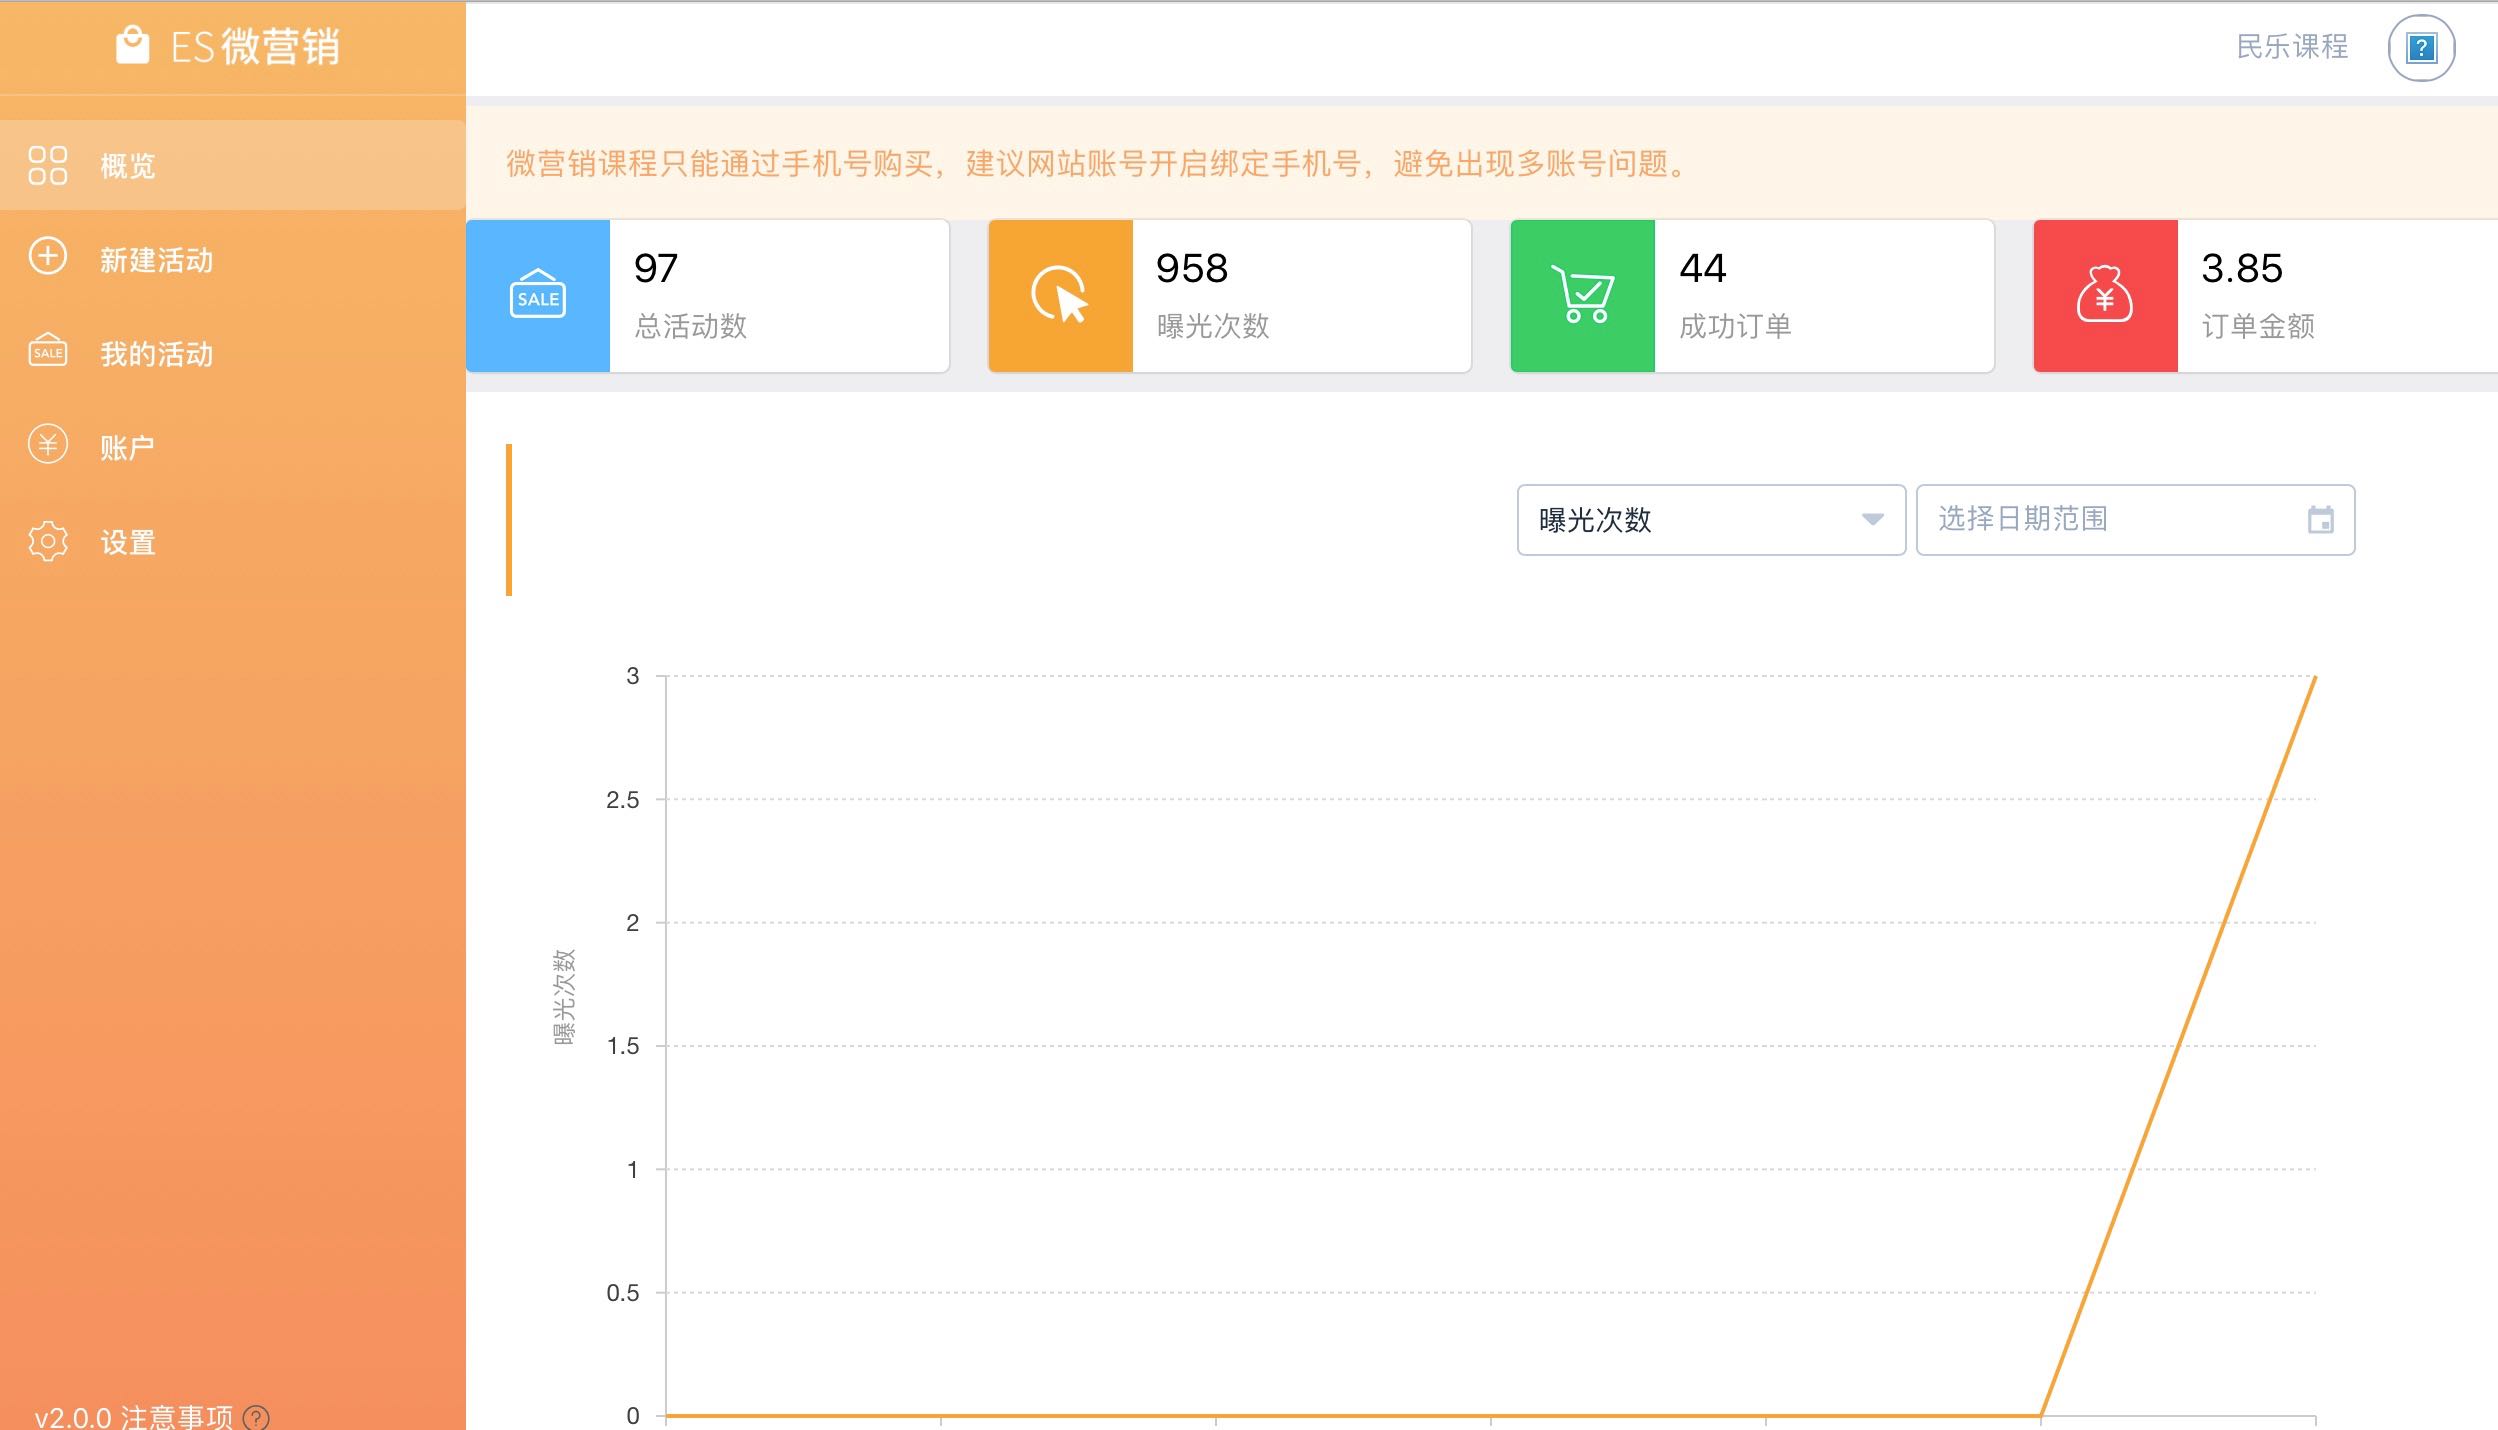 ES微营销
民乐课程
概览
新建活动
我的活动
SALE
账户
设置
v2.0.0 注意事项
微营销课程只能通过手机号购买，建议网站账号开启绑定手机号，避免出现多账号问题。
SALE
97
总活动数
958
曝光次数
44
成功订单
3.85
订单金额
曝光次数
选择日期范围
曝光次数
3
2.5
2
1.5
1
0.5
0